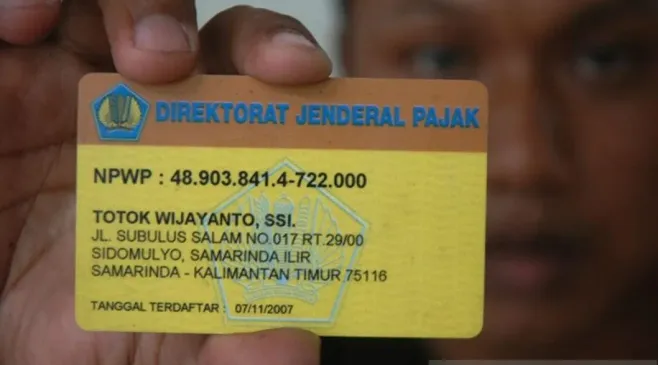 DIREKTORAT JENDERAL PAJAK
NPWP : 48.903.841.4-722.000
TOTOK WIJAYANTO, SSI.
JL. SUBULUS SALAM NO.017 RT.29/00
SIDOMULYO, SAMARINDA ILIR
SAMARINDA - KALIMANTAN TIMUR 75116
TANGGAL TERDAFTAR : 07/11/2007